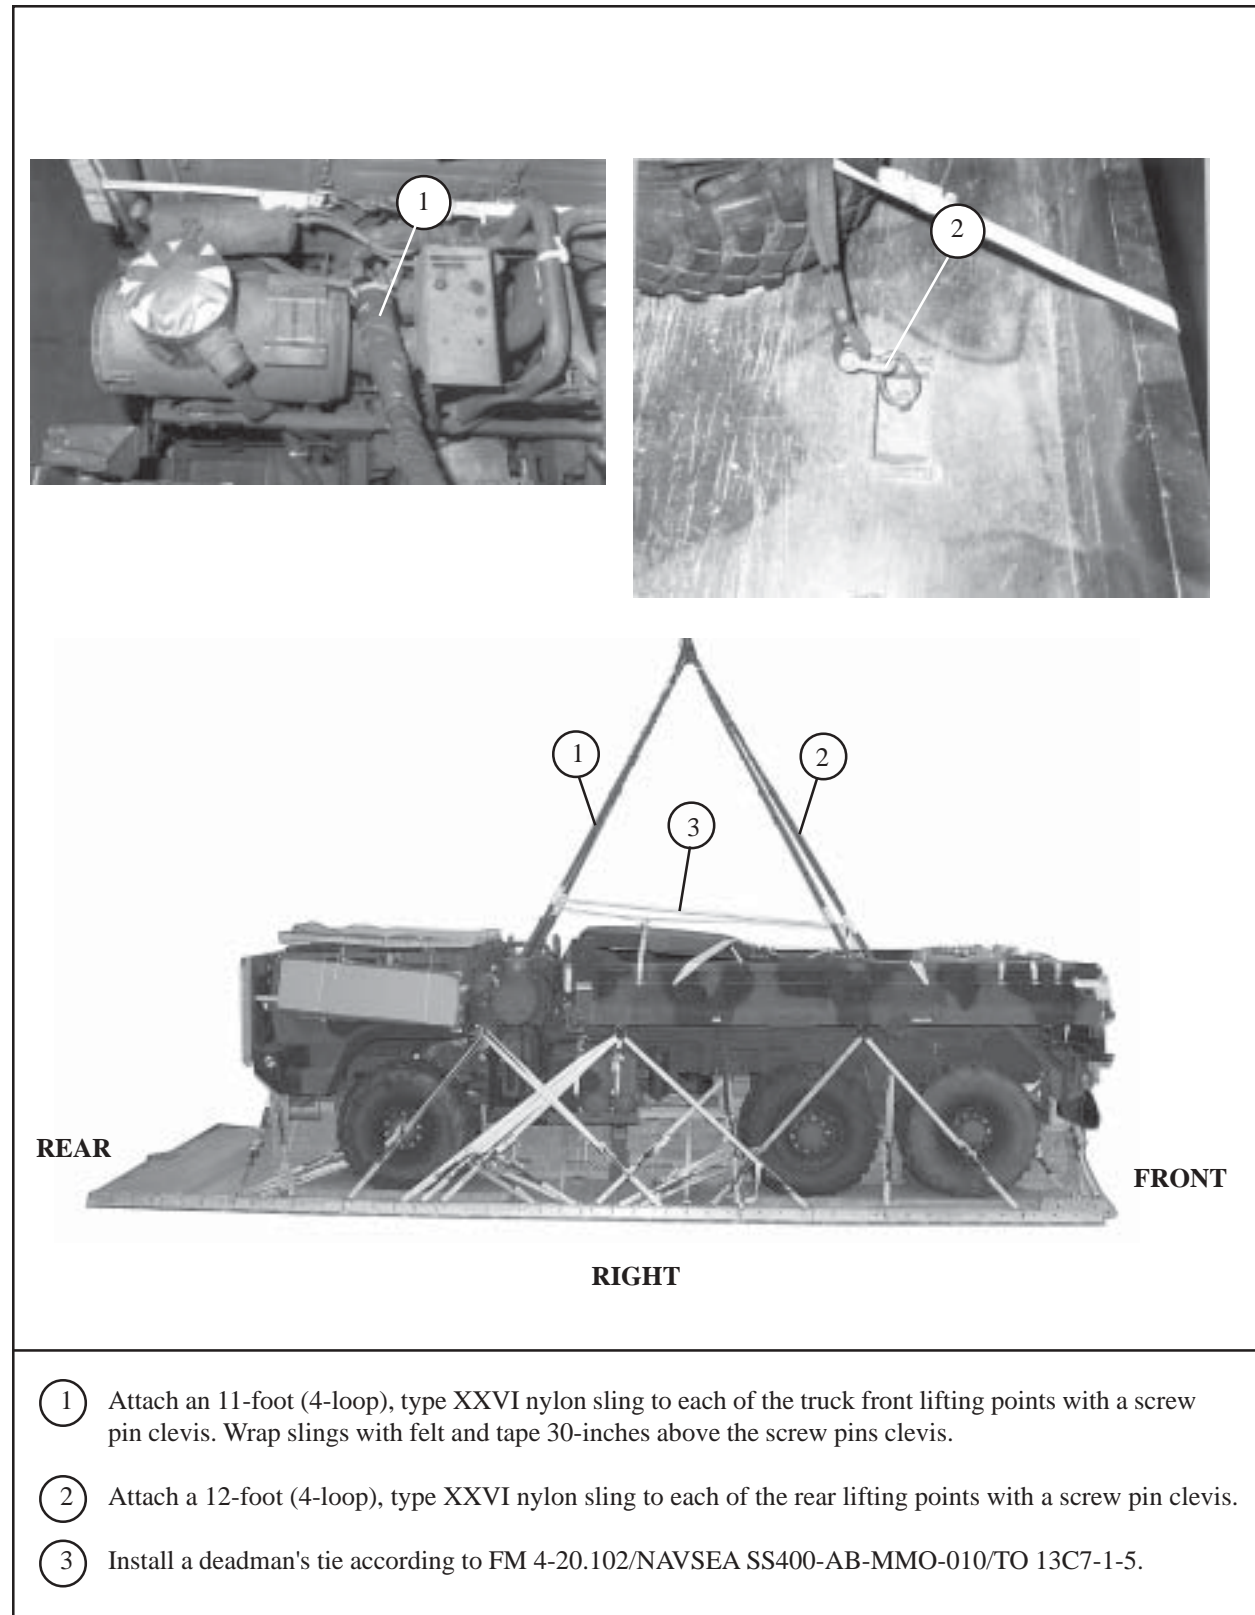 1
2
1
2
3
REAR
FRONT
RIGHT
1 Attach an 11-foot (4-loop), type XXVI nylon sling to each of the truck front lifting points with a screw
pin clevis. Wrap slings with felt and tape 30-inches above the screw pins clevis.
2 Attach a 12-foot (4-loop), type XXVI nylon sling to each of the rear lifting points with a screw pin clevis.
3 Install a deadman's tie according to FM 4-20.102/NAVSEA SS400-AB-MMO-010/TO 13C7-1-5.